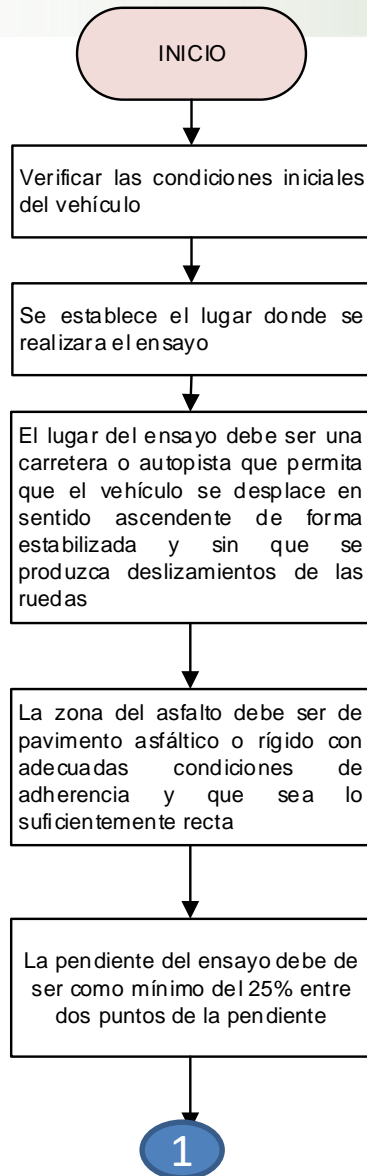 INICIO
Verificar las condiciones iniciales
del vehículo
Se establece el lugar donde se
realizara el ensayo
El lugar del ensayo debe ser una
carretera o autopista que permita
que el vehículo se desplace en
sentido ascendente de forma
estabilizada y sin que se
produzca deslizamientos de las
ruedas
La zona del asfalto debe ser de
pavimento asfáltico o rígido con
adecuadas condiciones de
adherencia y que sea lo
suficientemente recta
La pendiente del ensayo debe de
ser como mínimo del 25% entre
dos puntos de la pendiente
1